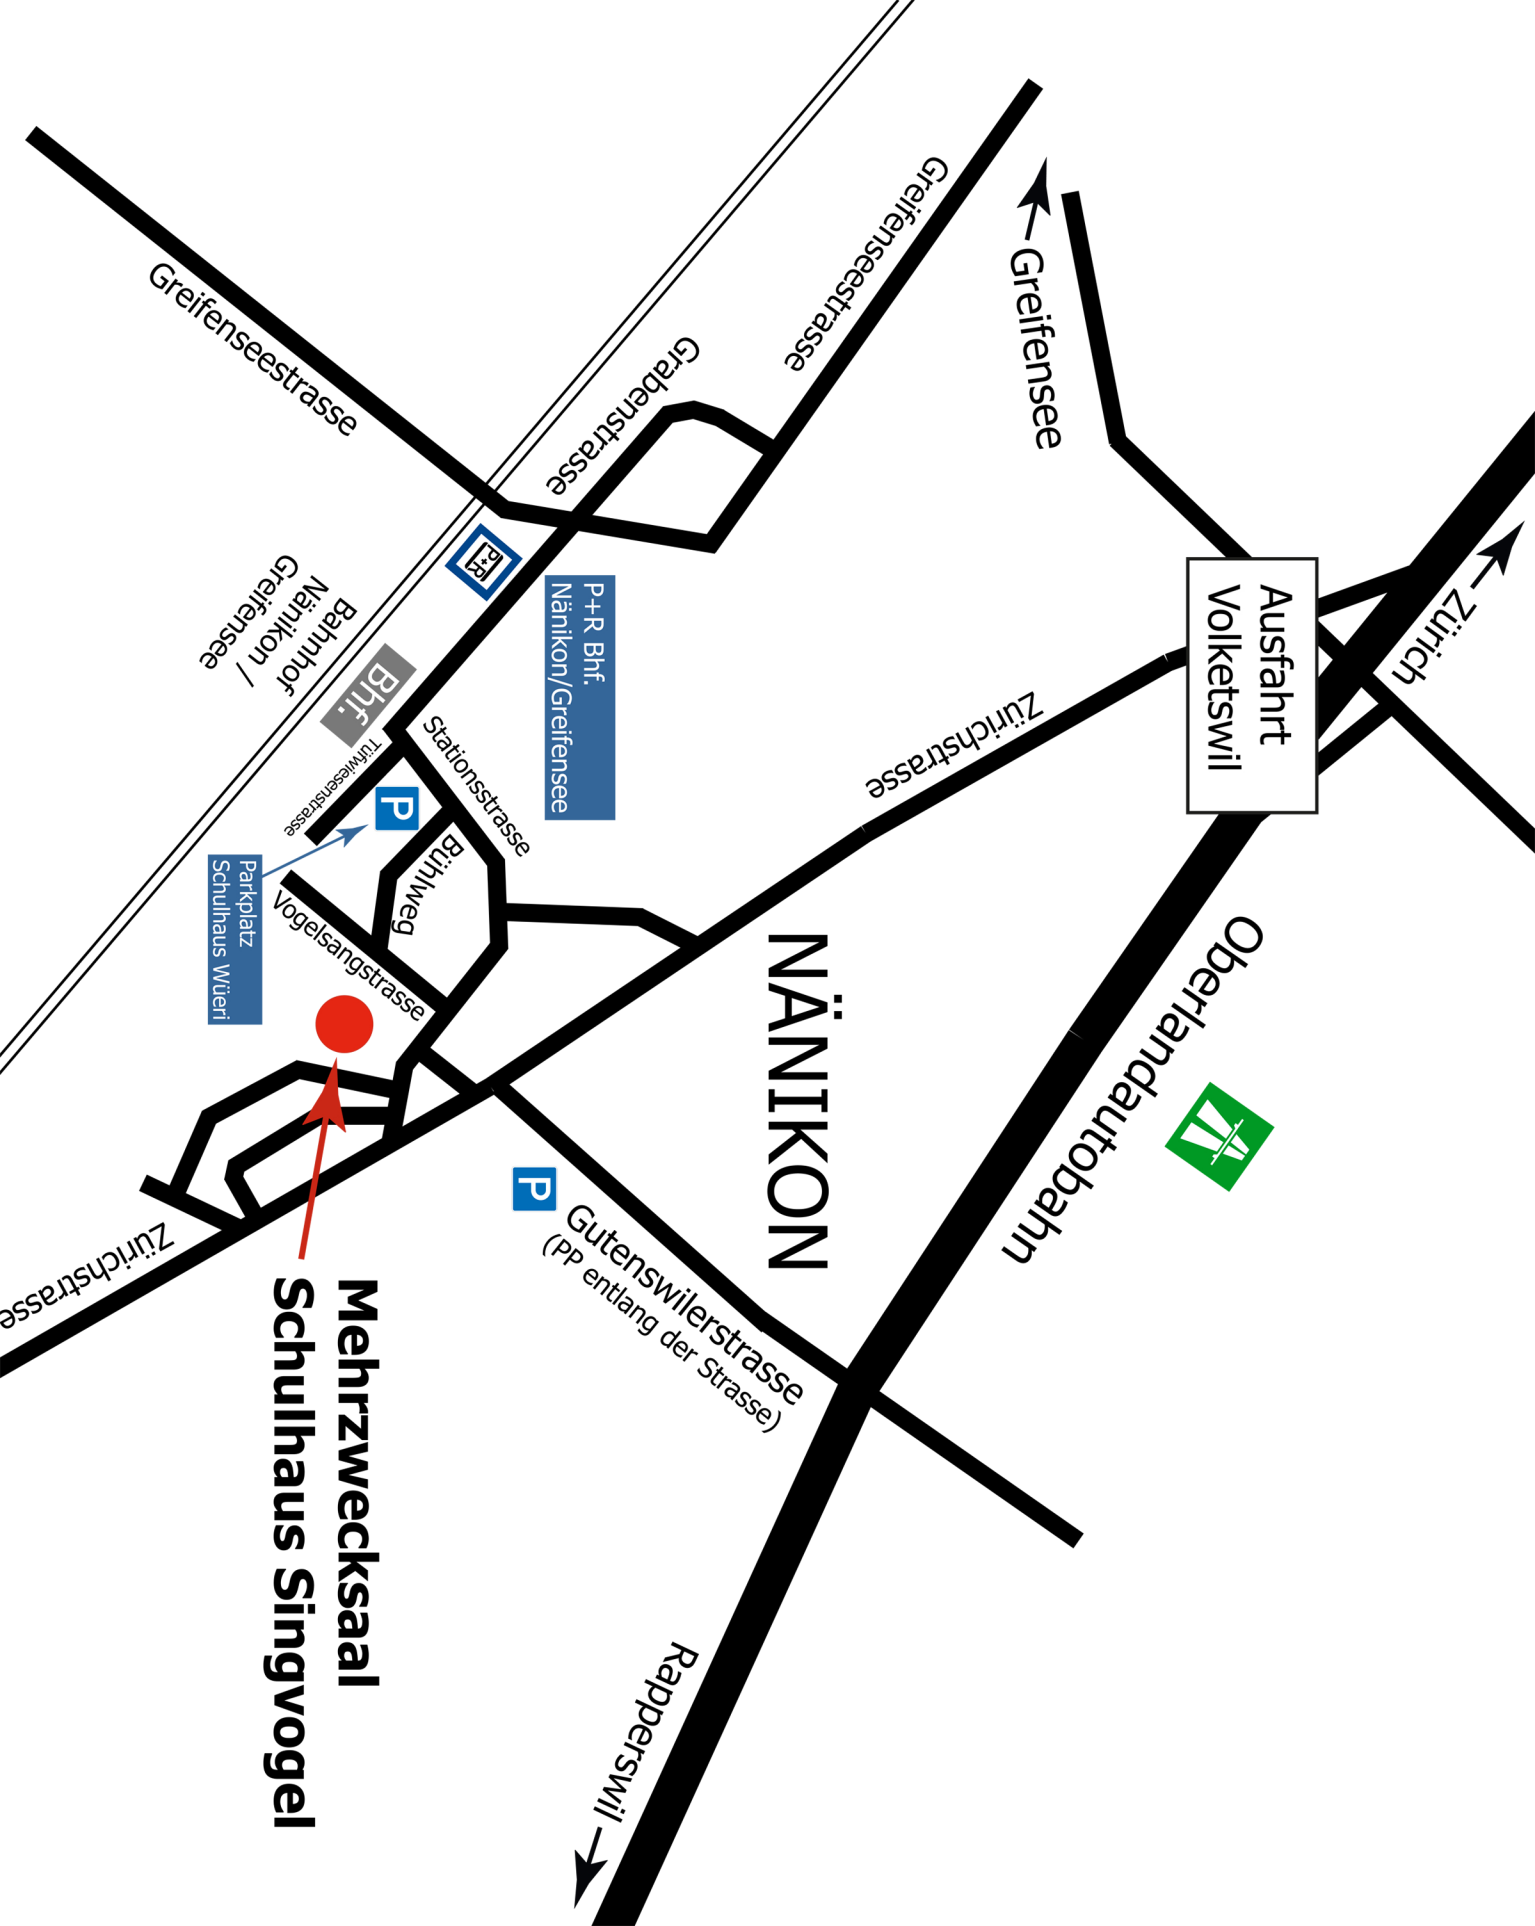 Zürich
Ausfahrt
Volketswil
Greifensee
Oberlandautobahn
Zürichstrasse
Greifenseestrasse
NÄNIKON
Grabenstrasse
P+R Bhf.
Nänikon/Greifensee
P+R
Stationsstrasse
Greifenseestrasse
Bhf.
Bahnhof
Nänikon /
Greifensee
Türfwiesenstrasse
P
Bühlweg
Vogelsangstrasse
Parkplatz
Schulhaus Wüeri
P
Gutenswilerstrasse
(PP entlang der Strasse)
Rapperswil
Mehrzwecksaal
Schulhaus Singvogel
Zürichstrasse